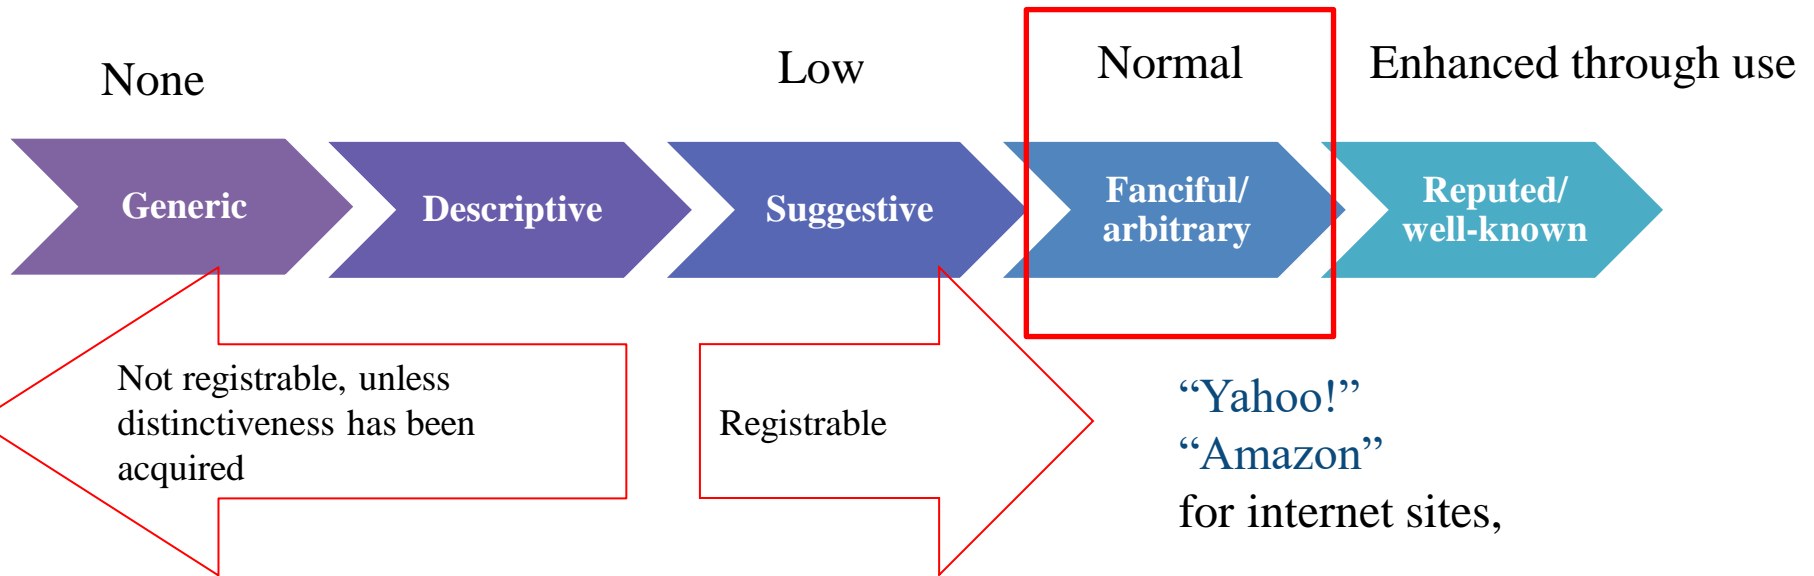 None
Low
Normal
Enhanced through use
Generic
Descriptive
Suggestive
Fanciful/
arbitrary
Reputed/
well-known
Not registrable, unless
distinctiveness has been
acquired
Registrable
“Yahoo!”
“Amazon”
for internet sites,